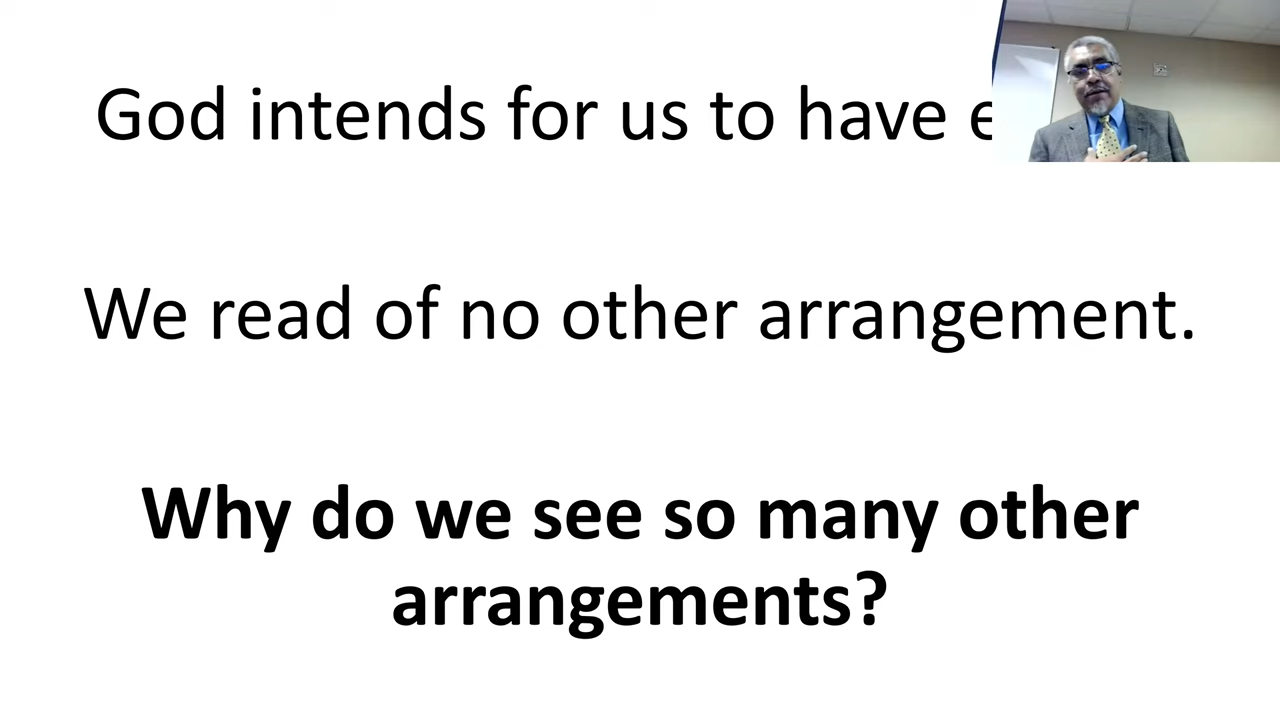 God intends for us to have
We read of no other arrangement.
Why do we see so many other
arrangements?